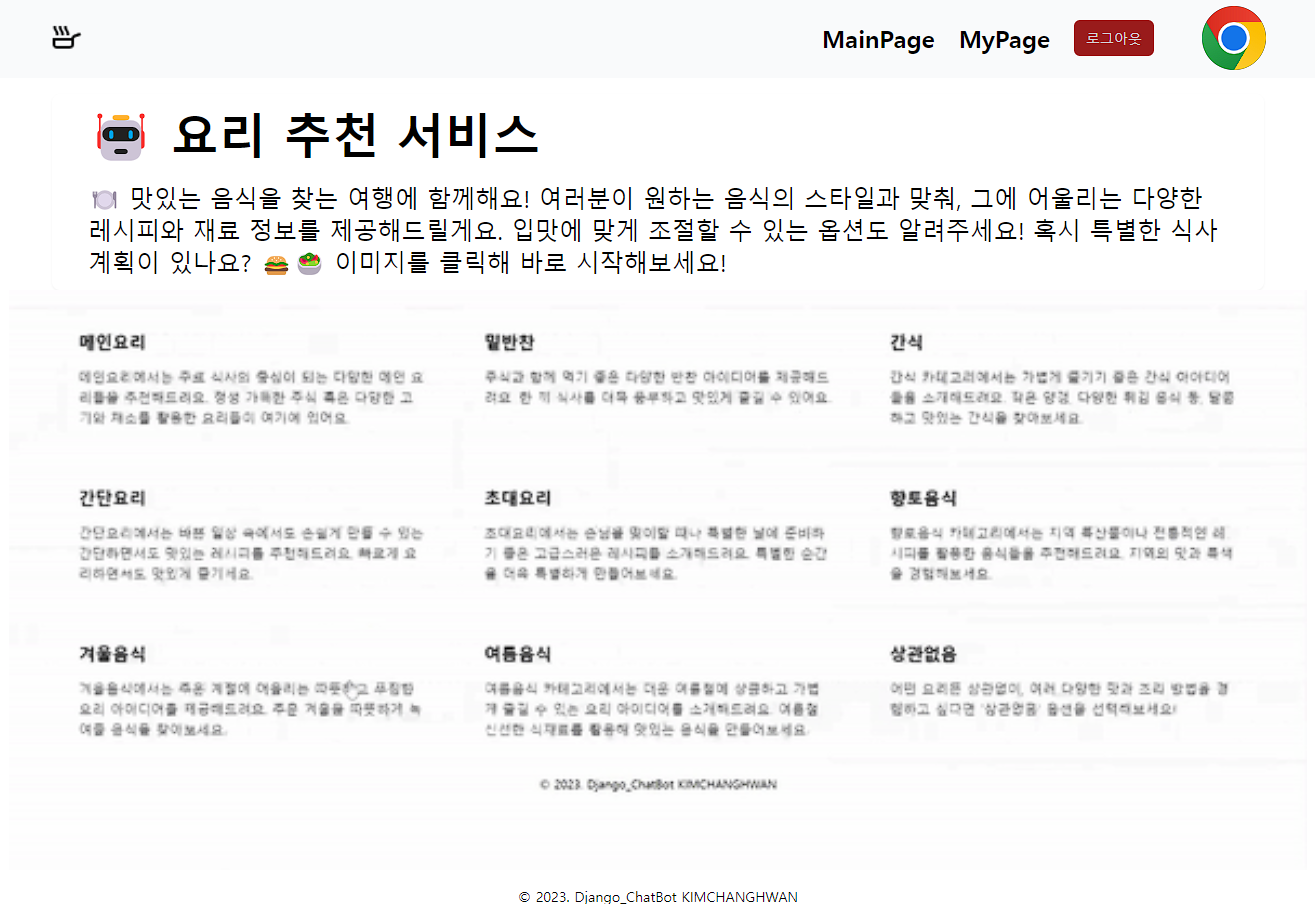 MainPage MyPage 로그아웃
요리 추천 서비스
맛있는 음식을 찾는 여행에 함께해요! 여러분이 원하는 음식의 스타일과 맞춰, 그에 어울리는 다양한
레시피와 재료 정보를 제공해드릴게요. 입맛에 맞게 조절할 수 있는 옵션도 알려주세요! 혹시 특별한 식사
계획이 있나요? 🍔🥗 이미지를 클릭해 바로 시작해보세요!
메인요리
메인요리에서는 주로 식사의 중심이 되는 다양한 메인 요
리들을 추천해드려요. 정성 가득한 주식 혹은 다양한 고
기와 채소를 활용한 요리들이 여기에 있어요.
밑반찬
주식과 함께 먹기 좋은 다양한 반찬 아이디어를 제공해드
려요. 한 끼 식사를 더욱 풍부하고 맛있게 즐길 수 있어요.
간식
간식 카테고리에서는 가볍게 즐기기 좋은 간식 아이디어
들을 소개해드려요. 작은 양갱, 다양한 튀김 음식 등, 달콤
하고 맛있는 간식을 찾아보세요.
간단요리
간단요리에서는 바쁜 일상 속에서도 손쉽게 만들 수 있는
간단하면서도 맛있는 레시피를 추천해드려요. 빠르게 요
리하면서도 맛있게 즐기세요.
초대요리
초대요리에서는 손님을 맞이할 때나 특별한 날에 준비하
기 좋은 고급스러운 레시피를 소개해드려요. 특별한 순간
을 더욱 특별하게 만들어보세요.
향토음식
향토음식 카테고리에서는 지역 특산물이나 전통적인 레
시피를 활용한 음식들을 추천해드려요. 지역의 맛과 특색
을 경험해보세요.
겨울음식
겨울음식에서는 추운 계절에 어울리는 따뜻하고 푸짐한
요리 아이디어를 제공해드려요. 추운 겨울을 따뜻하게 녹
여줄 음식을 찾아보세요.
여름음식
여름음식 카테고리에서는 더운 여름철에 상큼하고 가볍
게 즐길 수 있는 요리 아이디어를 소개해드려요. 여름철
신선한 식재료를 활용해 맛있는 음식을 만들어보세요.
상관없음
어떤 요리든 상관없이, 여러 다양한 맛과 조리 방법을 경
험하고 싶다면 '상관없음' 옵션을 선택해보세요!
© 2023. Django_ChatBot KIMCHANGHWAN
© 2023. Django_ChatBot KIMCHANGHWAN